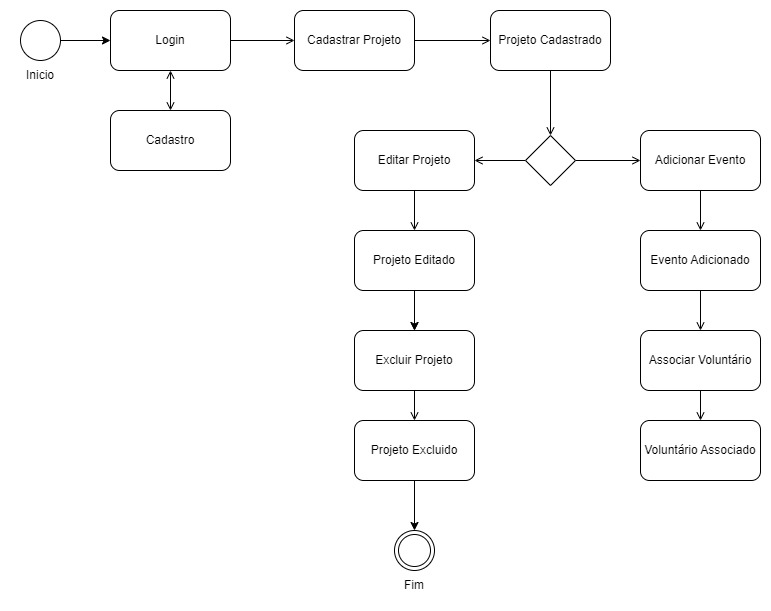 Login
Cadastrar Projeto
Projeto Cadastrado
Inicio
Cadastro
Editar Projeto
Adicionar Evento
Projeto Editado
Evento Adicionado
Excluir Projeto
Associar Voluntário
Projeto Excluido
Voluntário Associado
Fim